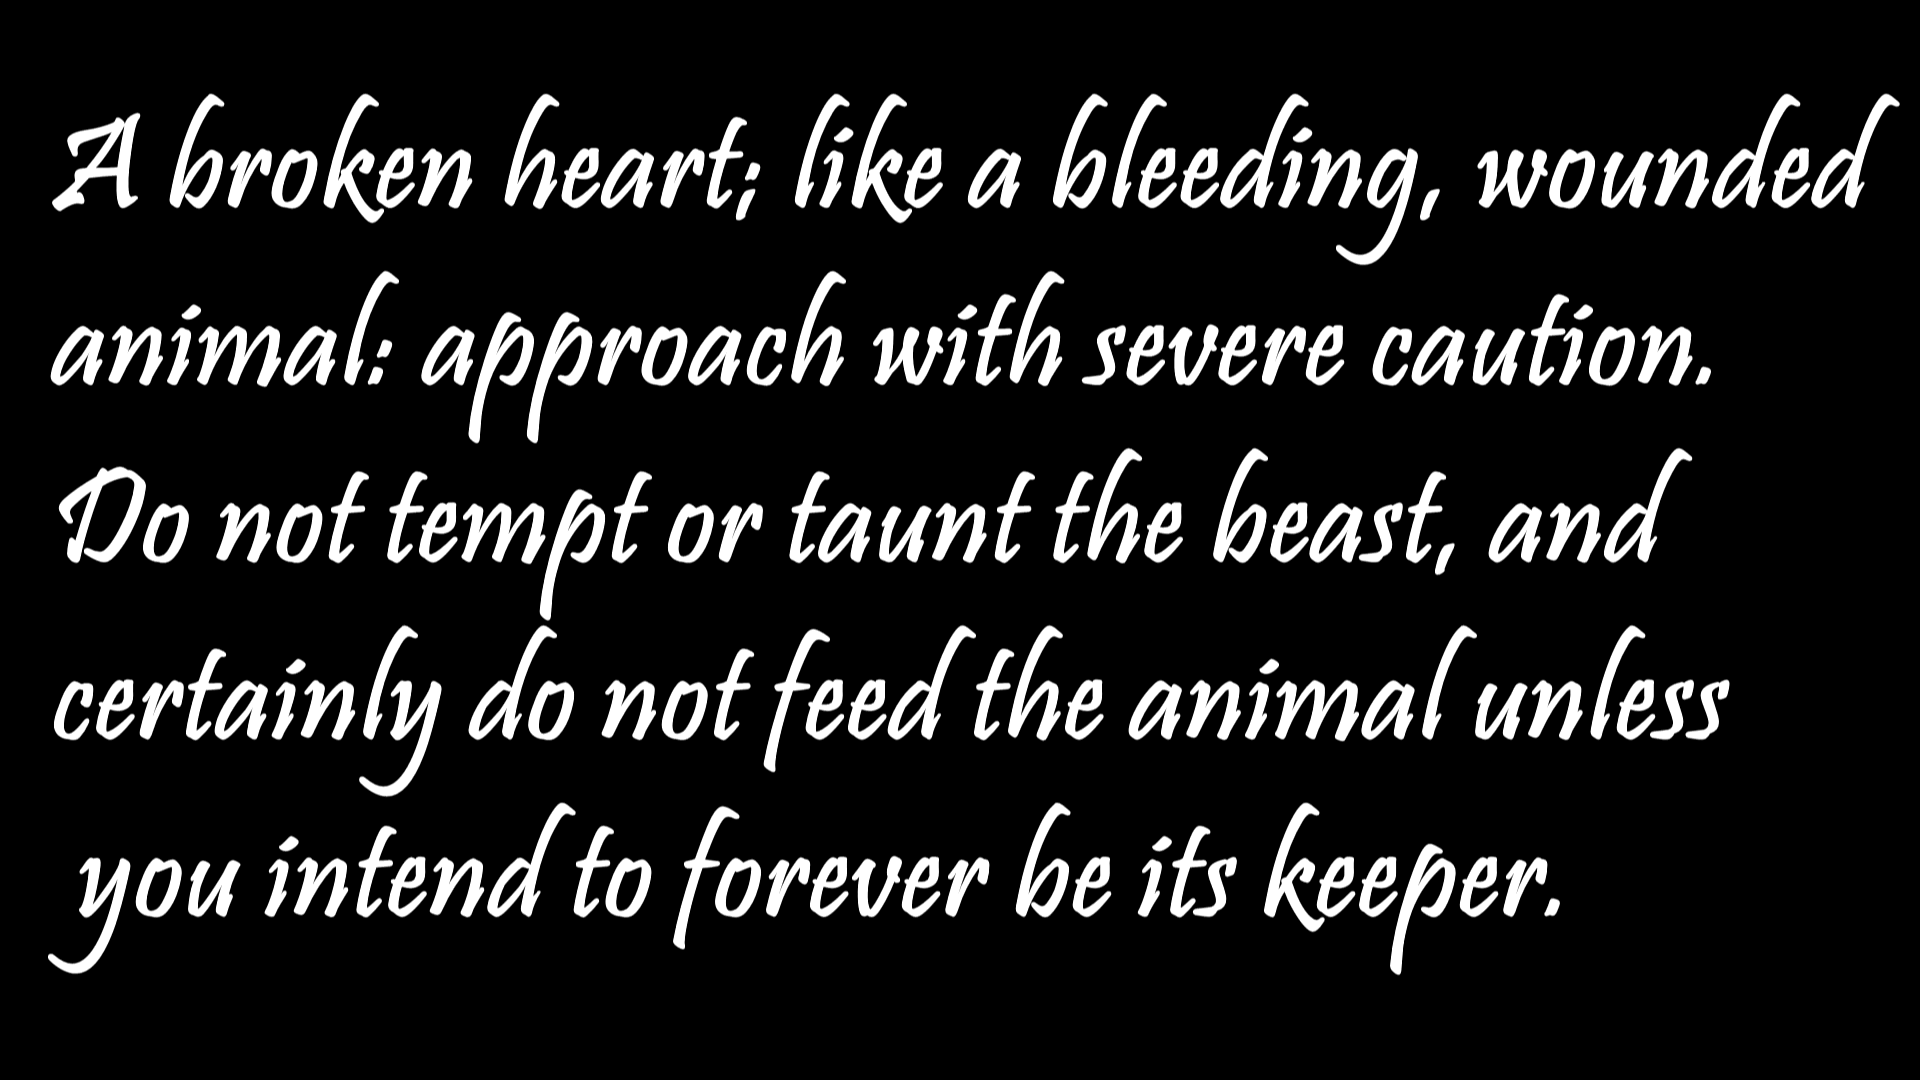 A broken heart; like a bleeding, wounded
animal: approach with severe caution.
Do not tempt or taunt the beast, and
certainly do not feed the animal unless
you intend to forever be its keeper.